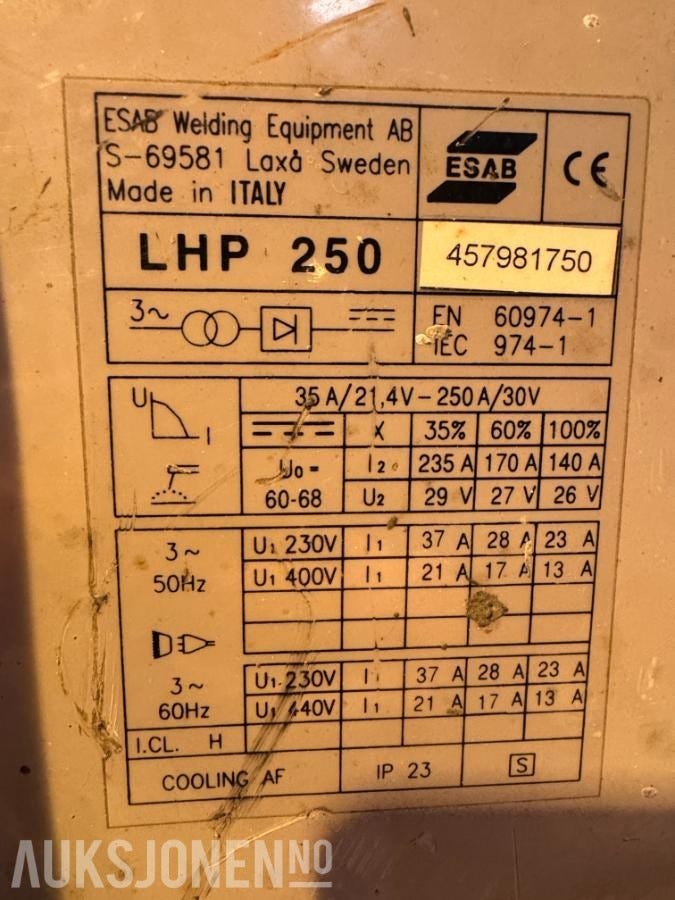 ESAB Welding Equipment AB
S-69581 Laxå Sweden
Made in ITALY
ESAB
CE
LHP 250
457981750
3~
EN 60974-1
IEC 974-1
U
I
35 A/21,4V-250A/30V
X 35% 60% 100%
U0 = I2 235 A 170 A 140 A
60-68 U2 29 V 27 V 26 V
3~ U1 230V I1 37 A 28 A 23 A
50Hz U1 400V I1 21 A 17 A 13 A
3~ U1 230V I1 37 A 28 A 23 A
60Hz U1 440V I1 21 A 17 A 13 A
I.CL. H
COOLING AF IP 23 S
AUKSJONEN.NO